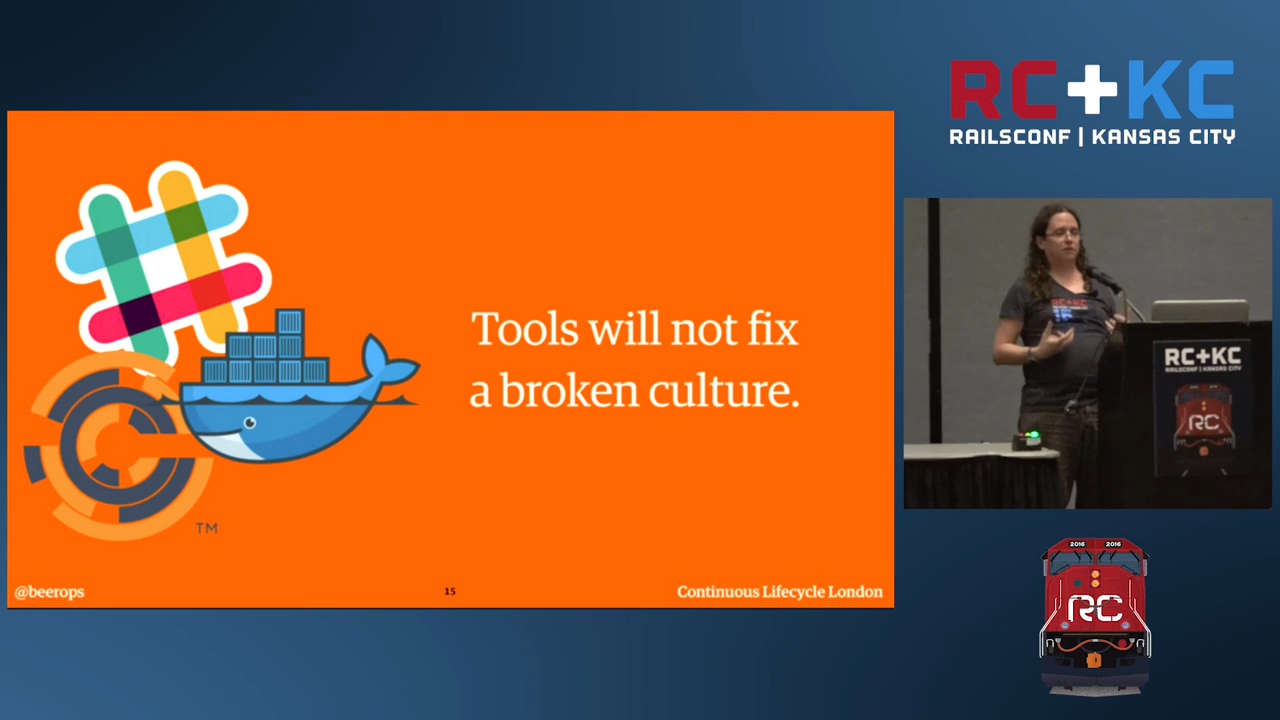 RC+KC
RAILSCONF | KANSAS CITY
Tools will not fix
a broken culture.
TM
@beerops
15
Continuous Lifecycle London
RC+KC
RAILSCONF | KANSAS CITY
RC
2016 2016
RC